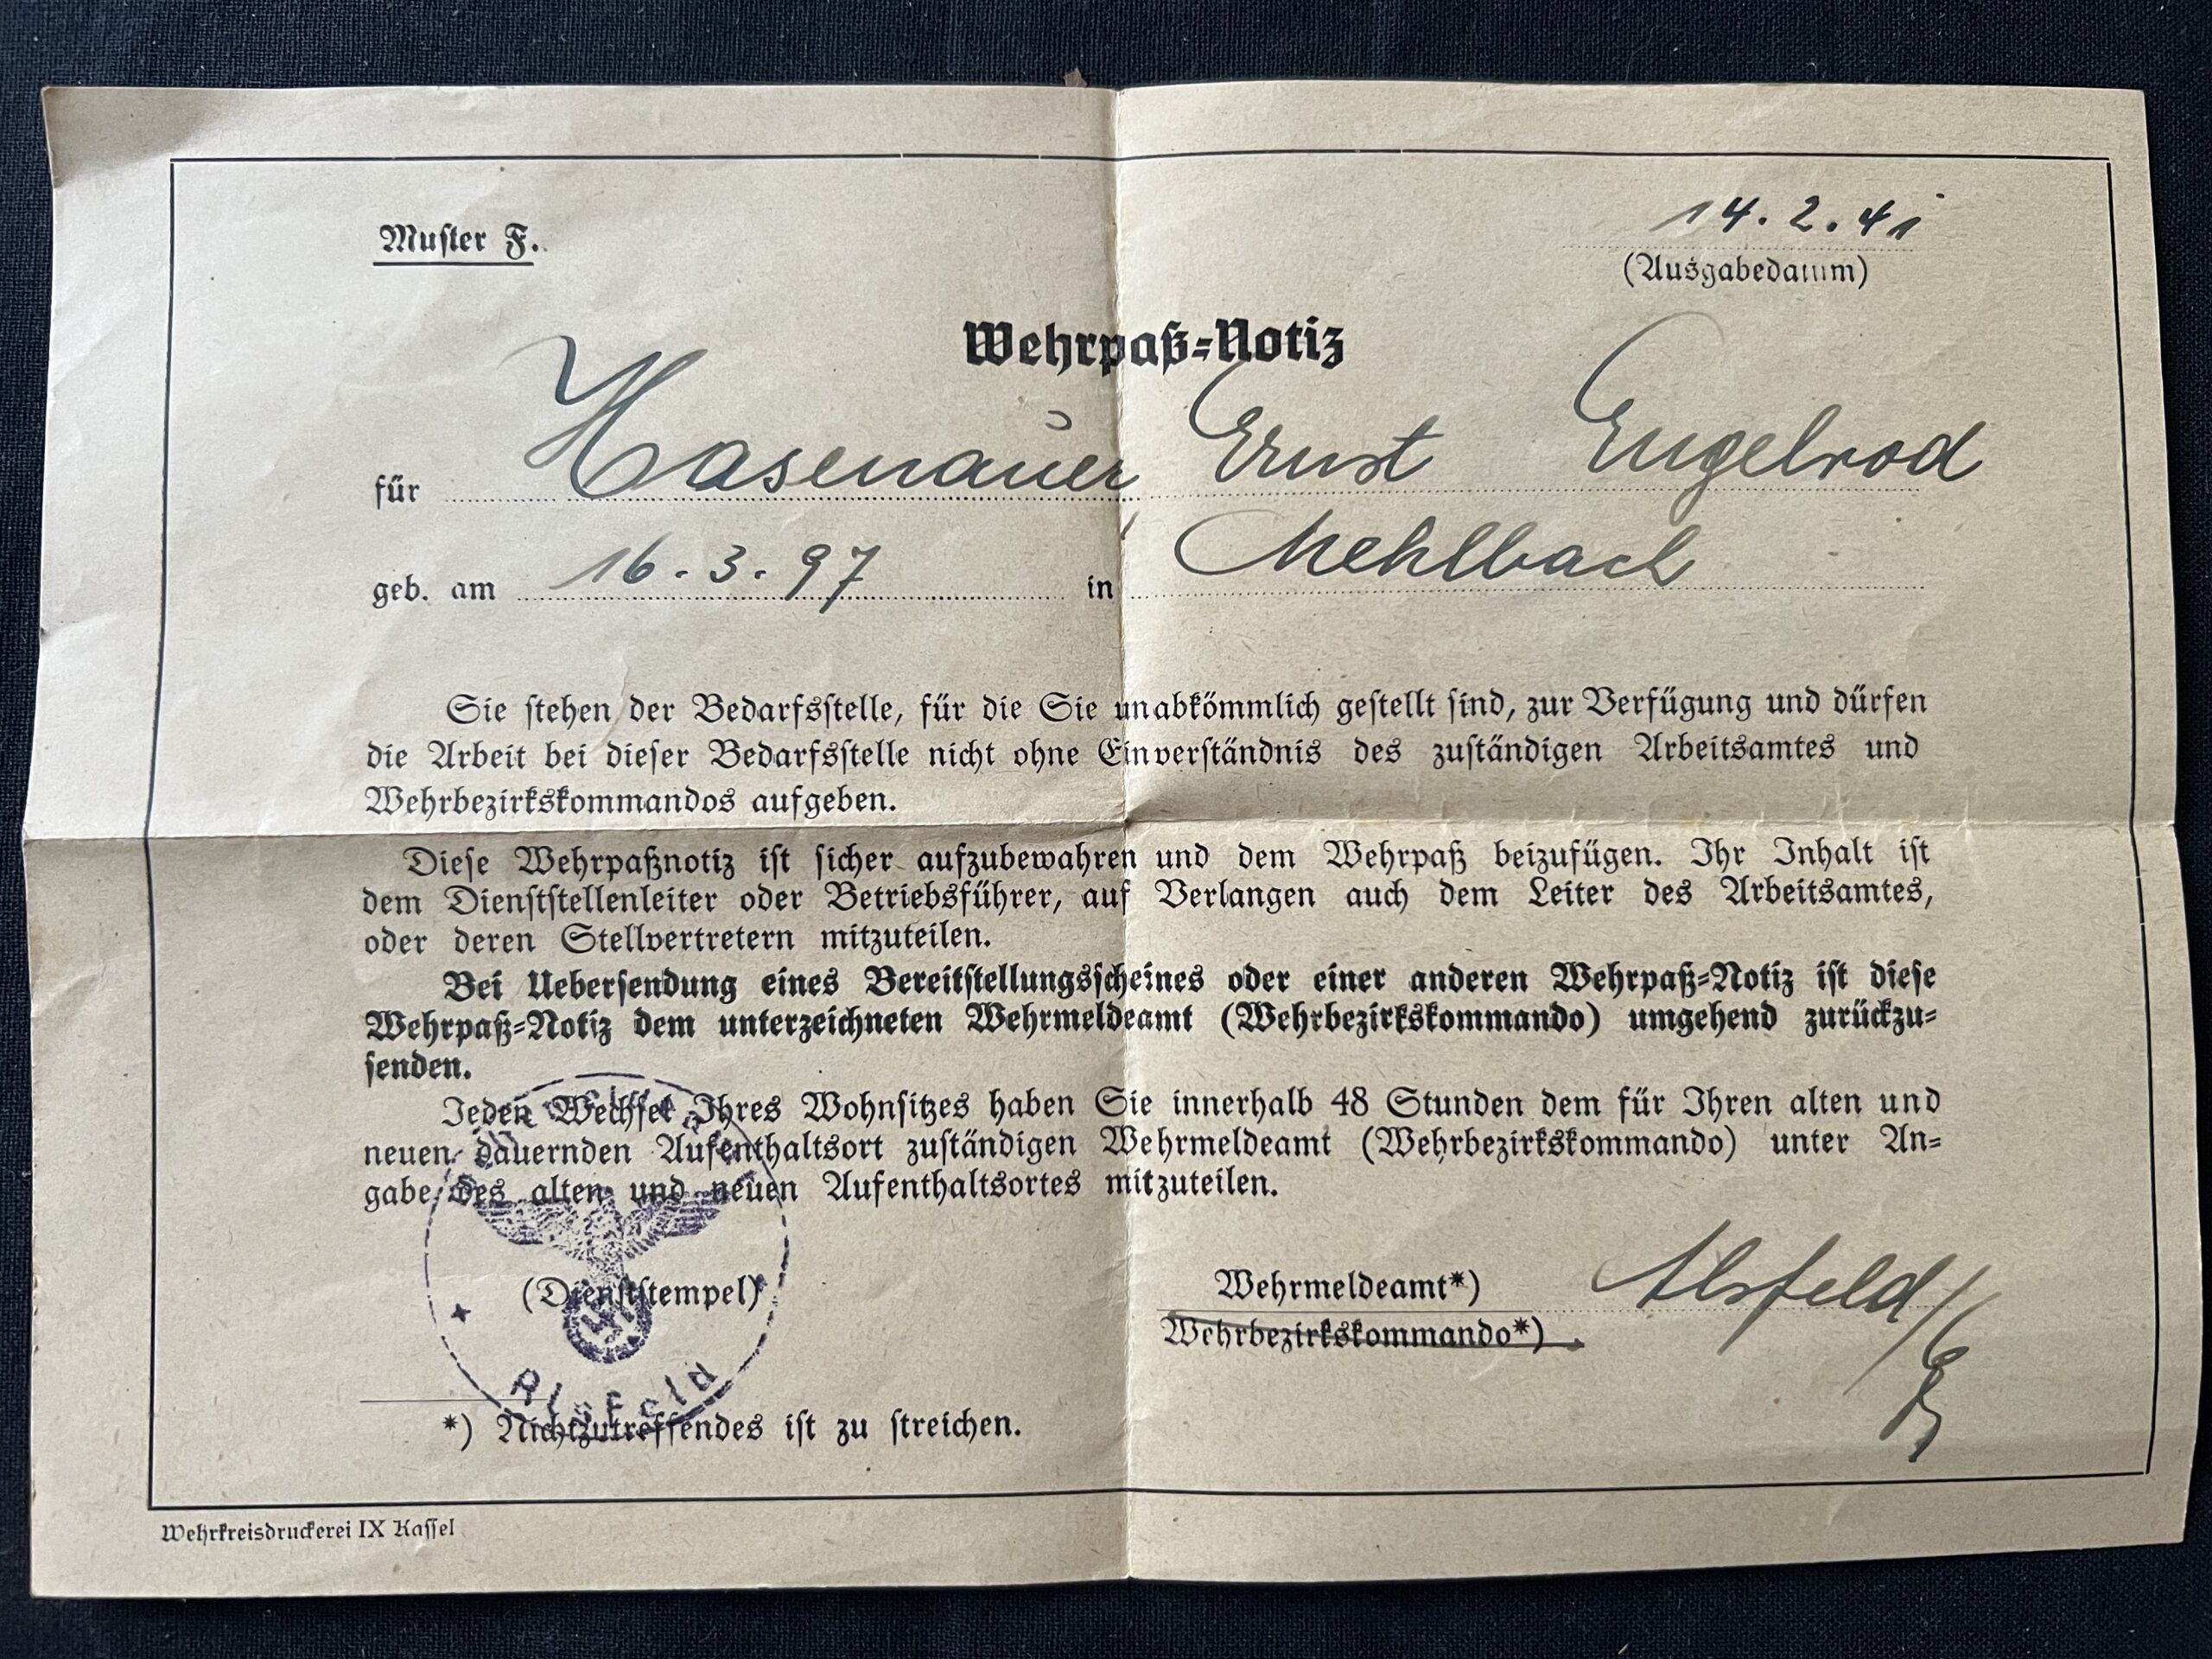 Muster F.
14.2.41
(Ausgabedatum)
Wehrpaß-Notiz
für Hasenauer Ernst Engelrod
geb. am 16.3.97 in Mehlbach
Sie stehen der Bedarfsstelle, für die Sie unabkömmlich gestellt sind, zur Verfügung und dürfen
die Arbeit bei dieser Bedarfsstelle nicht ohne Einverständnis des zuständigen Arbeitsamtes und
Wehrbezirkskommandos aufgeben.
Diese Wehrpaßnotiz ist sicher aufzubewahren und dem Wehrpaß beizufügen. Ihr Inhalt ist
dem Dienststellenleiter oder Betriebsführer, auf Verlangen auch dem Leiter des Arbeitsamtes,
oder deren Stellvertretern mitzuteilen.
Bei Uebersendung eines Bereitstellungsscheines oder einer anderen Wehrpaß-Notiz ist diese
Wehrpaß-Notiz dem unterzeichneten Wehrmeldeamt (Wehrbezirkskommando) umgehend zurückzu-
senden.
Jeden Wechsel Ihres Wohnsitzes haben Sie innerhalb 48 Stunden dem für Ihren alten und
neuen dauernden Aufenthaltsort zuständigen Wehrmeldeamt (Wehrbezirkskommando) unter An-
gabe des alten und neuen Aufenthaltsortes mitzuteilen.
(Dienststempel)
Alsfeld
Wehrmeldeamt*) Alsfeld
Wehrbezirkskommando*)
*) Nichtzutreffendes ist zu streichen.
Wehrkreisdruckerei IX Kassel